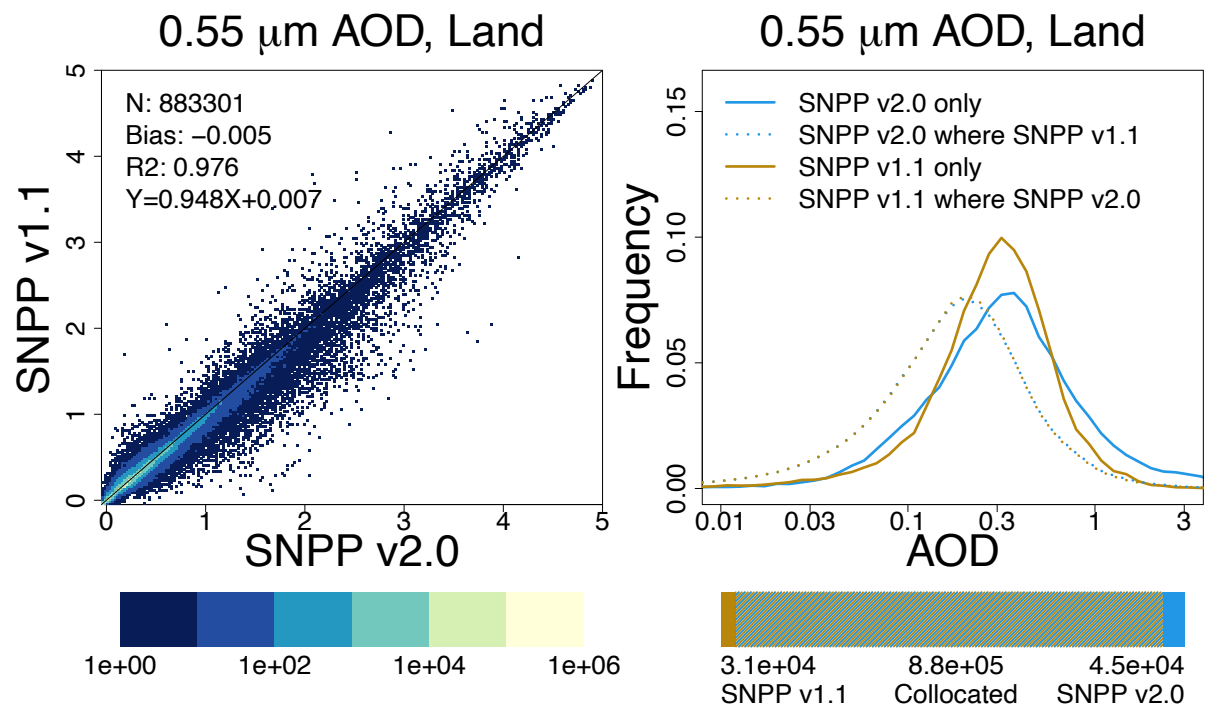 0.55 μm AOD, Land
N: 883301
Bias: −0.005
R2: 0.976
Y=0.948X+0.007
SNPP v1.1
0
1
2
3
4
5
0 1 2 3 4 5
SNPP v2.0
1e+00 1e+02 1e+04 1e+06
0.55 μm AOD, Land
SNPP v2.0 only
SNPP v2.0 where SNPP v1.1
SNPP v1.1 only
SNPP v1.1 where SNPP v2.0
Frequency
0.00
0.05
0.10
0.15
0.01 0.03 0.1 0.3 1 3
AOD
3.1e+04 8.8e+05 4.5e+04
SNPP v1.1 Collocated SNPP v2.0